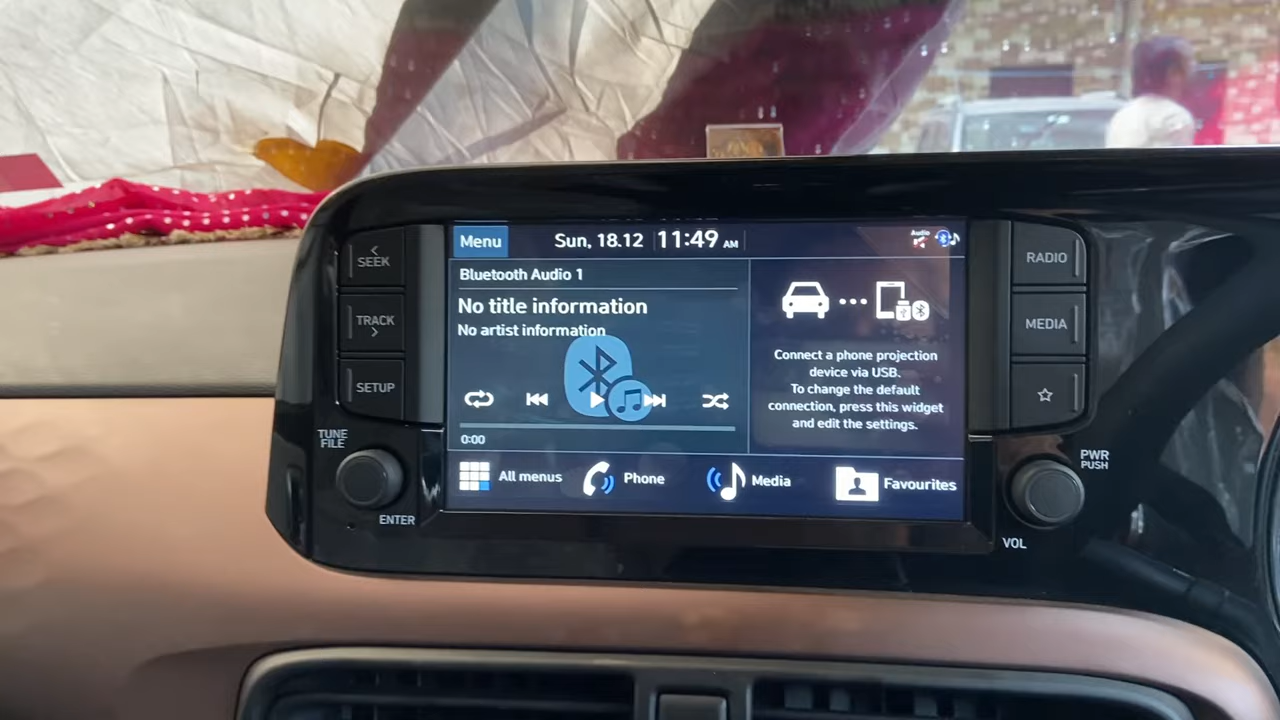 SEEK
TRACK
SETUP
TUNE
FILE
ENTER
Menu
Sun, 18.12
11:49 AM
Audio
Bluetooth Audio 1
No title information
No artist information
0:00
Connect a phone projection
device via USB.
To change the default
connection, press this widget
and edit the settings.
All menus
Phone
Media
Favourites
RADIO
MEDIA
PWR
PUSH
VOL